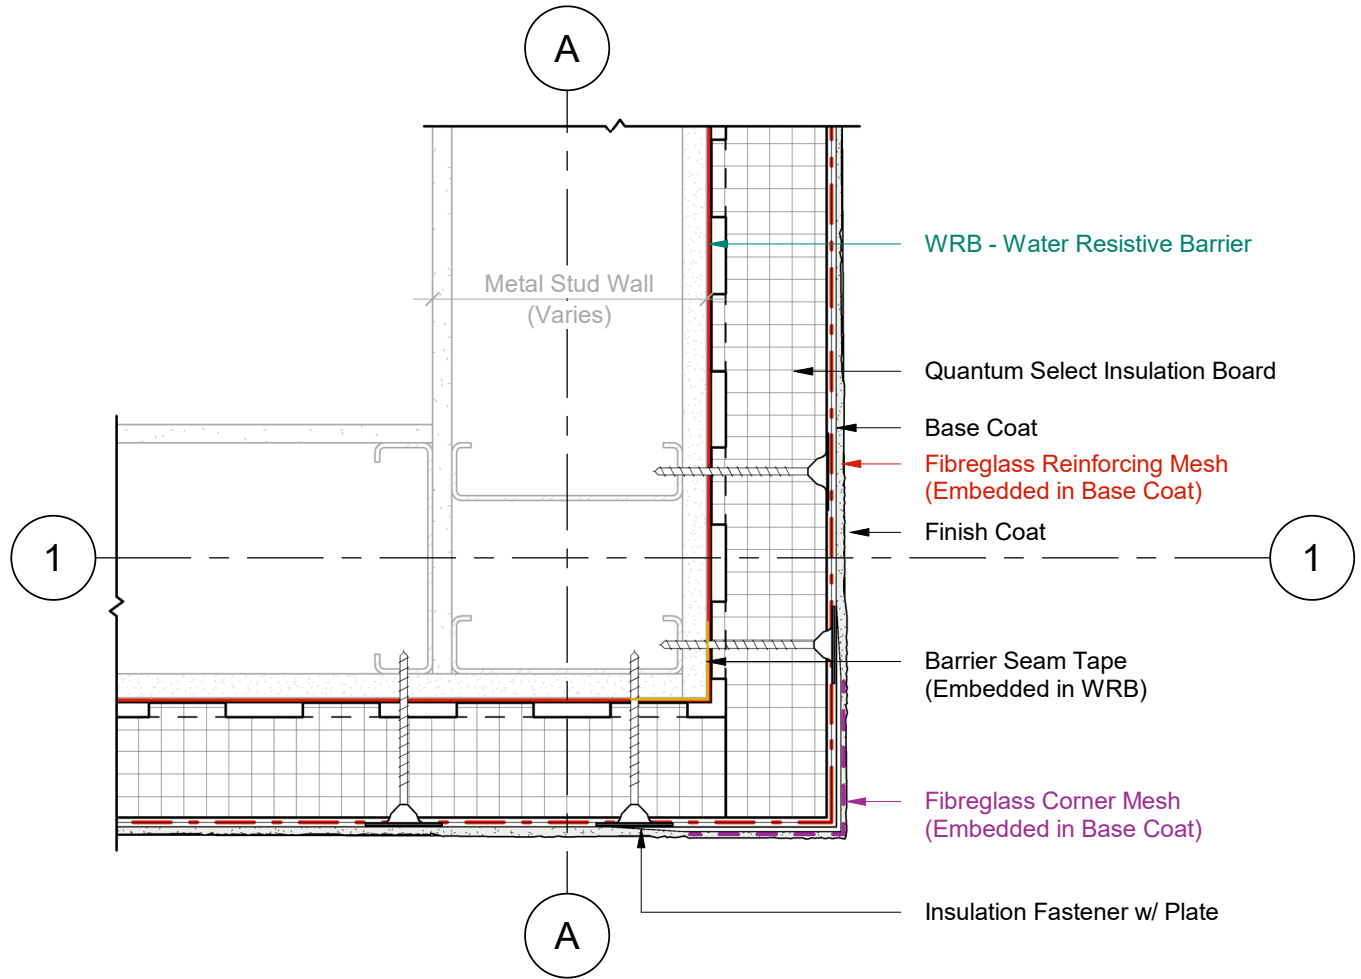 A
WRB - Water Resistive Barrier
Metal Stud Wall
(Varies)
Quantum Select Insulation Board
Base Coat
Fibreglass Reinforcing Mesh
(Embedded in Base Coat)
Finish Coat
1
1
Barrier Seam Tape
(Embedded in WRB)
Fibreglass Corner Mesh
(Embedded in Base Coat)
Insulation Fastener w/ Plate
A